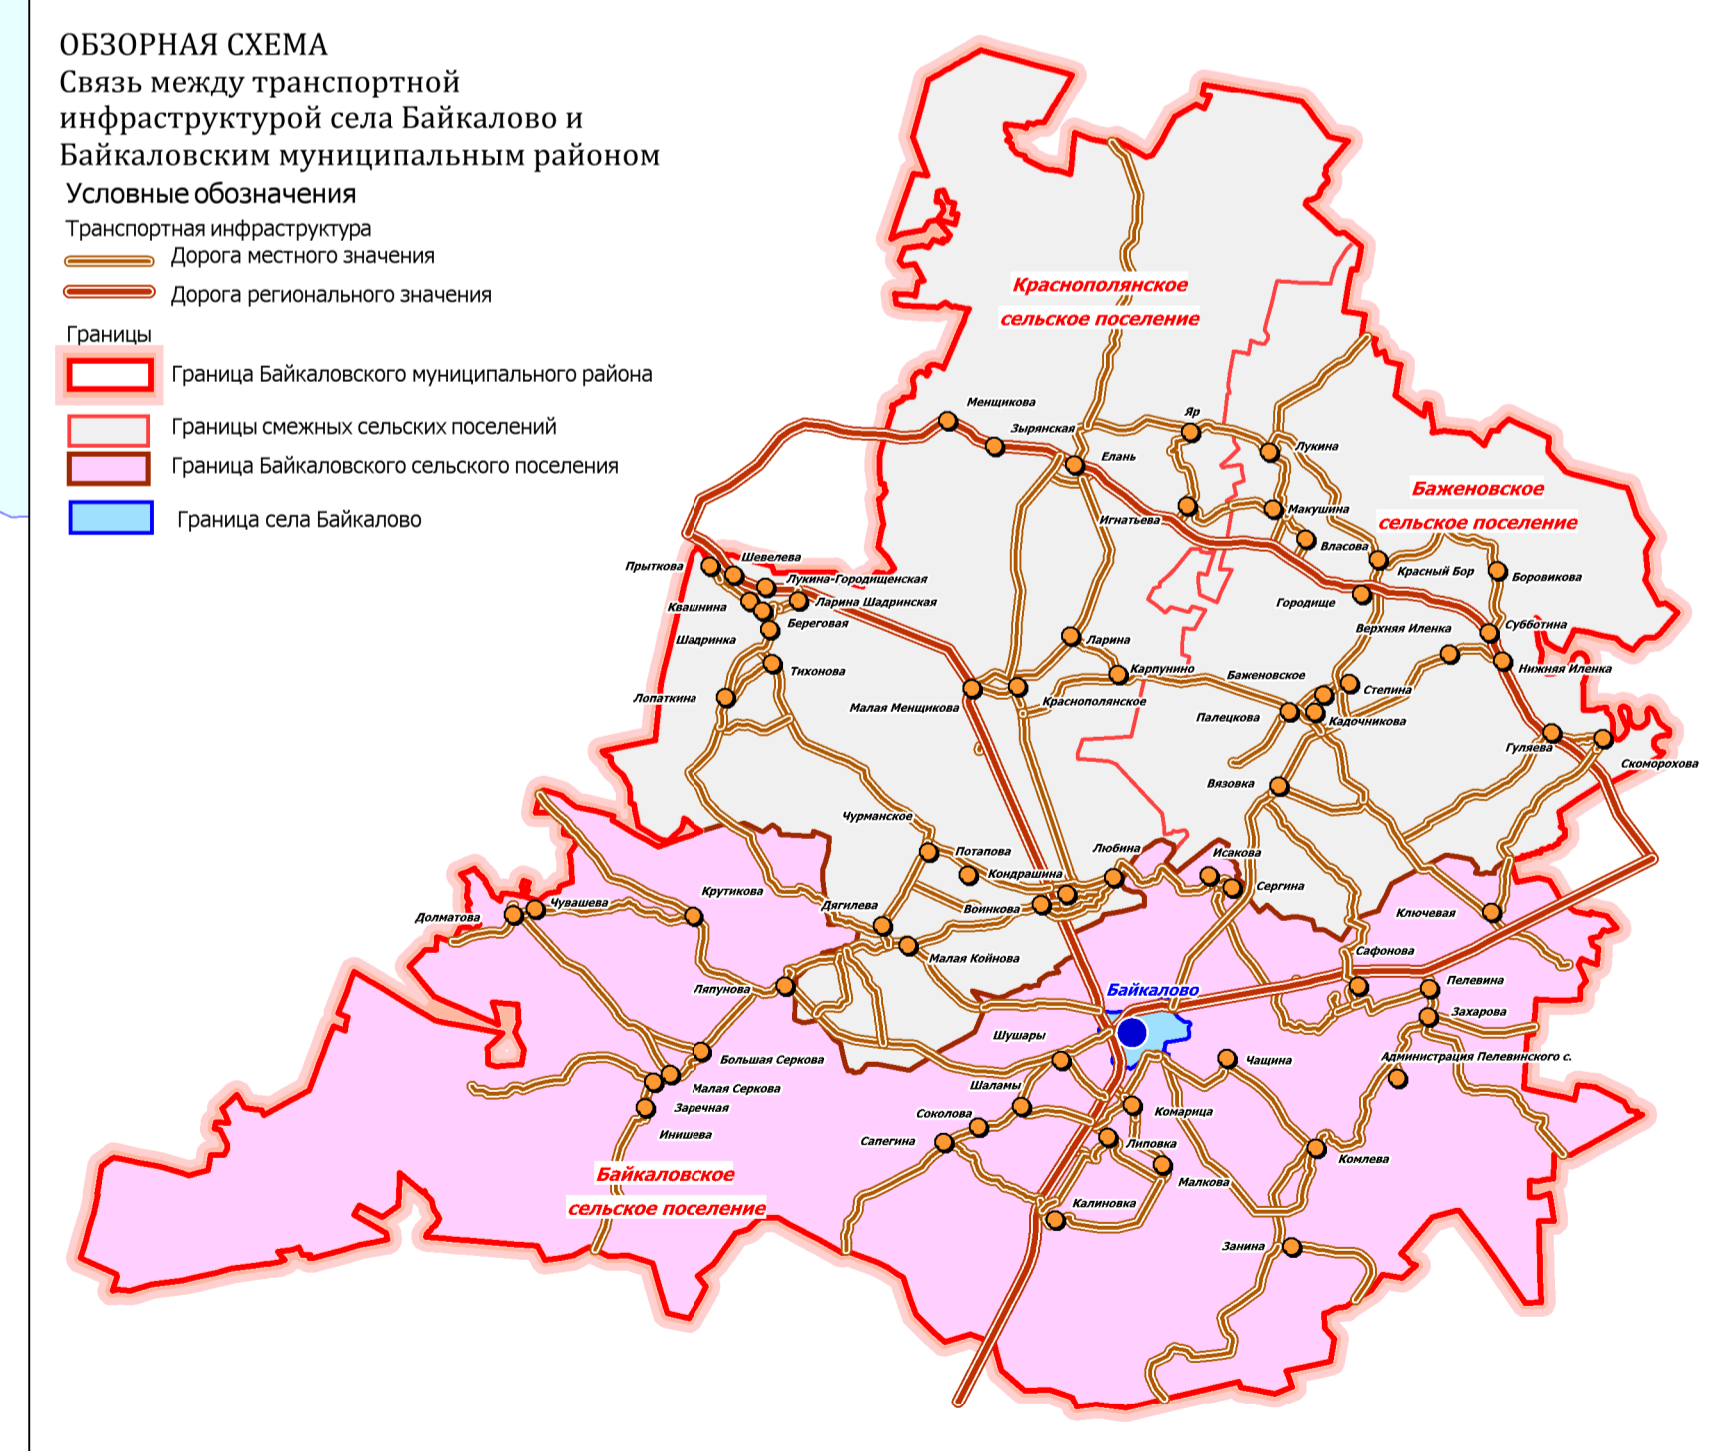 ОБЗОРНАЯ СХЕМА
Связь между транспортной
инфраструктурой села Байкалово и
Байкаловским муниципальным районом
Условные обозначения
Транспортная инфраструктура
Дорога местного значения
Дорога регионального значения
Границы
Граница Байкаловского муниципального района
Границы смежных сельских поселений
Граница Байкаловского сельского поселения
Граница села Байкалово
Краснополянское
сельское поселение
Менщикова
Зырянская
Яр
Елань
Лукина
Баженовское
сельское поселение
Игнатьева
Макушина
Власова
Красный Бор
Боровикова
Городище
Верхняя Иленка
Субботина
Нижняя Иленка
Прыткова
Шевелева
Лукина-Городищенская
Квашнина
Ларина Шадринская
Береговая
Шадринка
Тихонова
Лопаткина
Ларина
Карпунино
Малая Менщикова
Краснополянское
Баженовское
Степина
Палецкова
Кадочникова
Гуляева
Скоморохова
Вязовка
Чурманское
Потапова
Кондрашина
Любина
Исакова
Сергина
Крутикова
Дягилева
Воинкова
Ключевая
Долматова
Чувашева
Малая Койнова
Сафонова
Ляпунова
Байкалово
Пелевина
Захарова
Шушары
Администрация Пелевинского с.
Большая Серкова
Чащина
Малая Серкова
Шаламы
Заречная
Соколова
Комарица
Инишева
Сапегина
Липовка
Комлева
Байкаловское
сельское поселение
Малкова
Калиновка
Занина